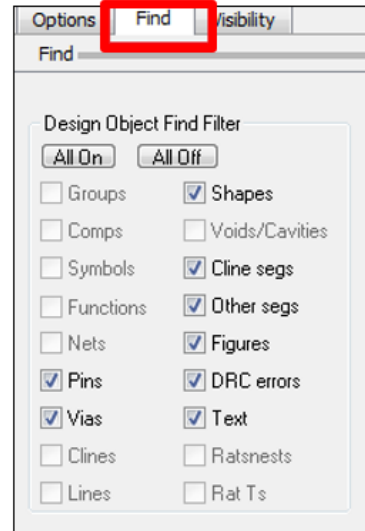 Options Find Visibility
Find
Design Object Find Filter
All On All Off
Groups Shapes
Comps Voids/Cavities
Symbols Cline segs
Functions Other segs
Nets Figures
Pins DRC errors
Vias Text
Clines Ratsnests
Lines Rat Ts